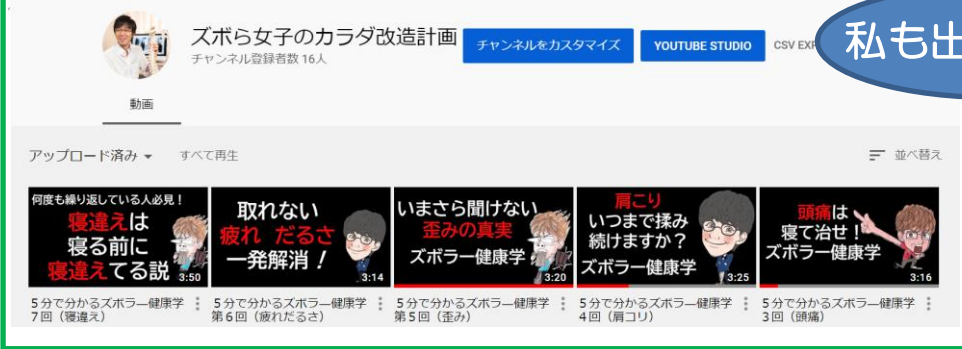 ズボら女子のカラダ改造計画
チャンネル登録者数 16人
チャンネルをカスタマイズ
YOUTUBE STUDIO
CSV EXP
私も出
動画
アップロード済み
すべて再生
並べ替え
何度も繰り返している人必見!
寝違えは
寝る前に
寝違えてる説
3:50
取れない
疲れ だるさ
一発解消!
3:14
いまさら聞けない
歪みの真実
ズボラー健康学
3:20
肩こり
いつまで揉み
続けますか?
ズボラー健康学
3:25
頭痛は
寝て治せ!
ズボラー健康学
3:16
5分で分かるズボラ―健康学
7回(寝違え)
5分で分かるズボラ―健康学
第6回(疲れだるさ)
5分で分かるズボラ―健康学
第5回(歪み)
5分で分かるズボラ―健康学
4回(肩コリ)
5分で分かるズボラ―健康学
3回(頭痛)